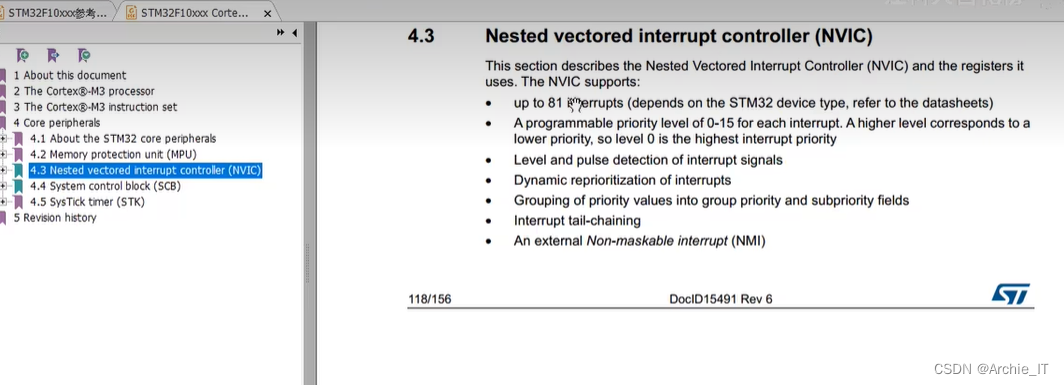 STM32F10xxx参考...
STM32F10xxx Corte...
1 About this document
2 The Cortex®-M3 processor
3 The Cortex®-M3 instruction set
4 Core peripherals
4.1 About the STM32 core peripherals
4.2 Memory protection unit (MPU)
4.3 Nested vectored interrupt controller (NVIC)
4.4 System control block (SCB)
4.5 SysTick timer (STK)
5 Revision history
4.3 Nested vectored interrupt controller (NVIC)
This section describes the Nested Vectored Interrupt Controller (NVIC) and the registers it
uses. The NVIC supports:
• up to 81 interrupts (depends on the STM32 device type, refer to the datasheets)
• A programmable priority level of 0-15 for each interrupt. A higher level corresponds to a
lower priority, so level 0 is the highest interrupt priority
• Level and pulse detection of interrupt signals
• Dynamic reprioritization of interrupts
• Grouping of priority values into group priority and subpriority fields
• Interrupt tail-chaining
• An external Non-maskable interrupt (NMI)
118/156 DocID15491 Rev 6
ST
CSDN @Archie_IT